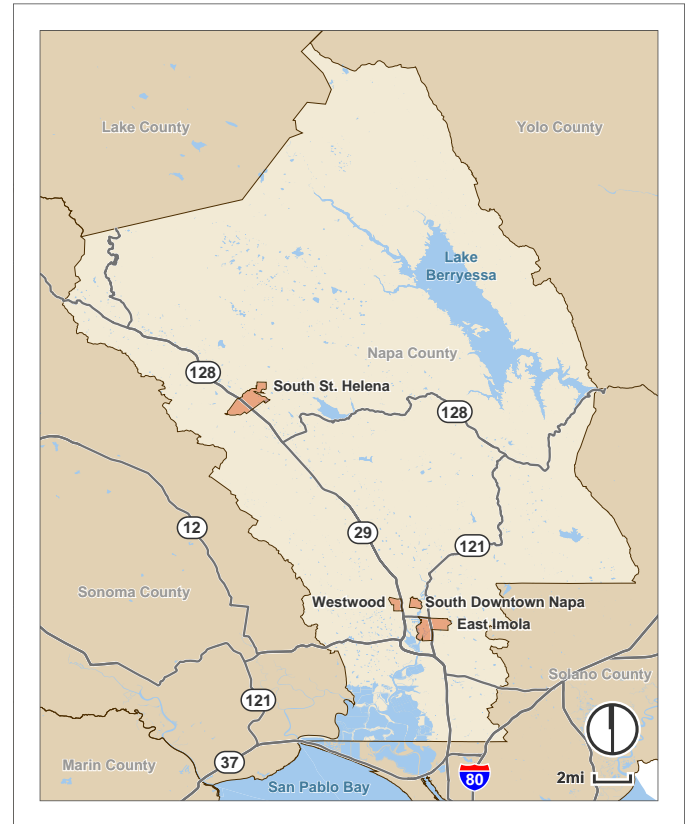 Lake County
Yolo County
Lake
Berryessa
Napa County
128
South St. Helena
128
12
29
121
Sonoma County
Westwood
South Downtown Napa
East Imola
Solano County
121
Marin County
37
San Pablo Bay
80
2mi